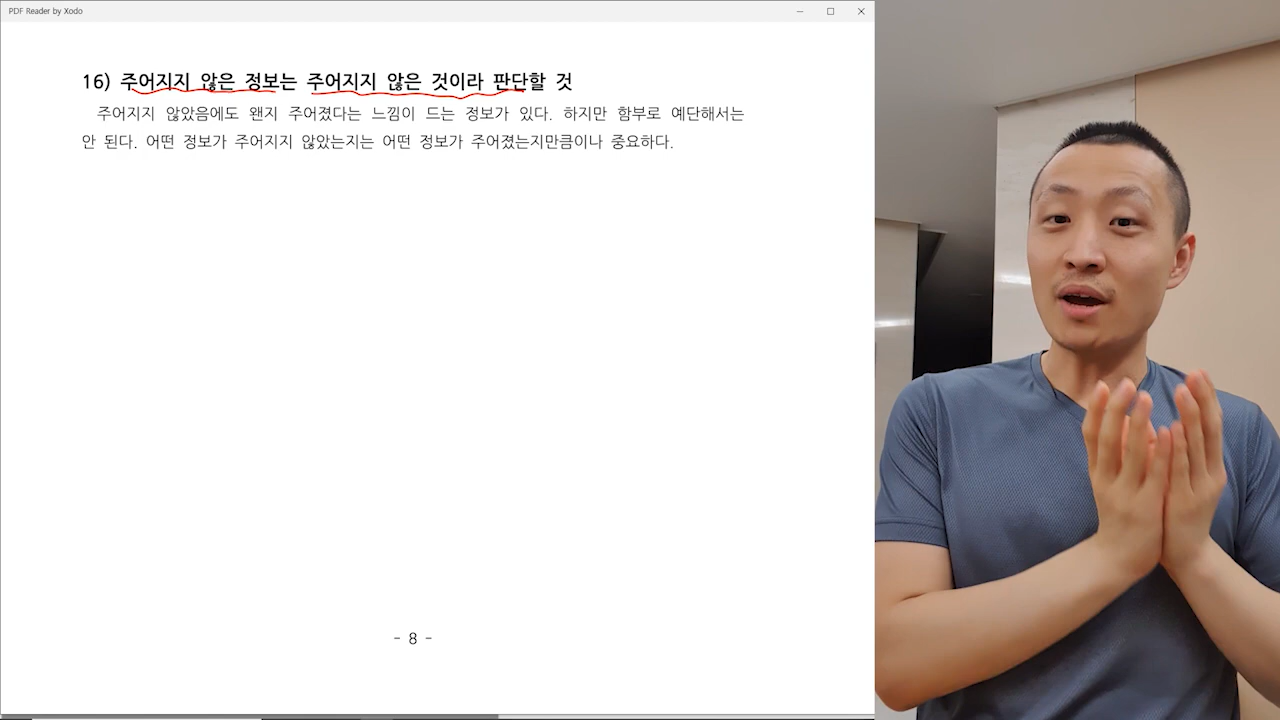 PDF Reader by Xodo
16) 주어지지 않은 정보는 주어지지 않은 것이라 판단할 것
주어지지 않았음에도 왠지 주어졌다는 느낌이 드는 정보가 있다. 하지만 함부로 예단해서는
안 된다. 어떤 정보가 주어지지 않았는지는 어떤 정보가 주어졌는지만큼이나 중요하다.
- 8 -